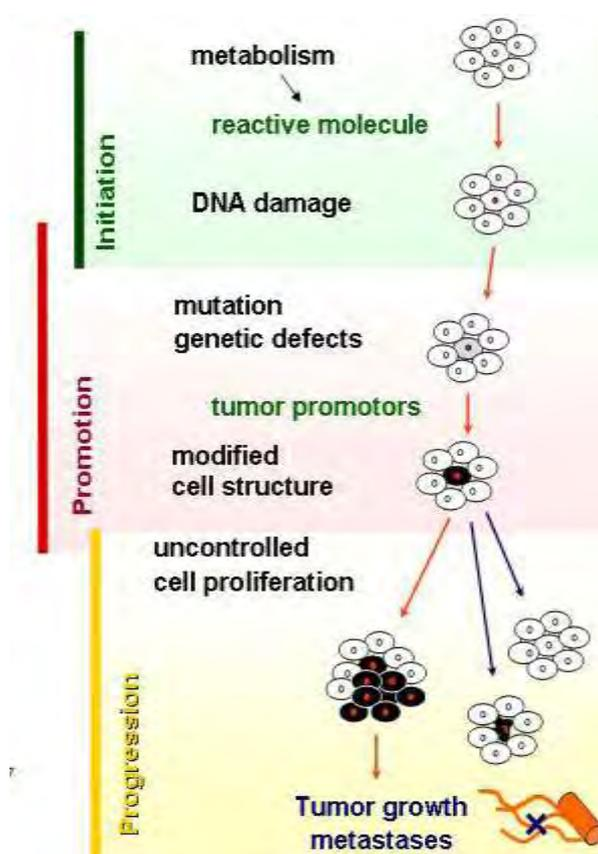 metabolism
reactive molecule
Initiation
DNA damage
mutation
genetic defects
tumor promotors
Promotion
modified
cell structure
uncontrolled
cell proliferation
Progression
Tumor growth
metastases